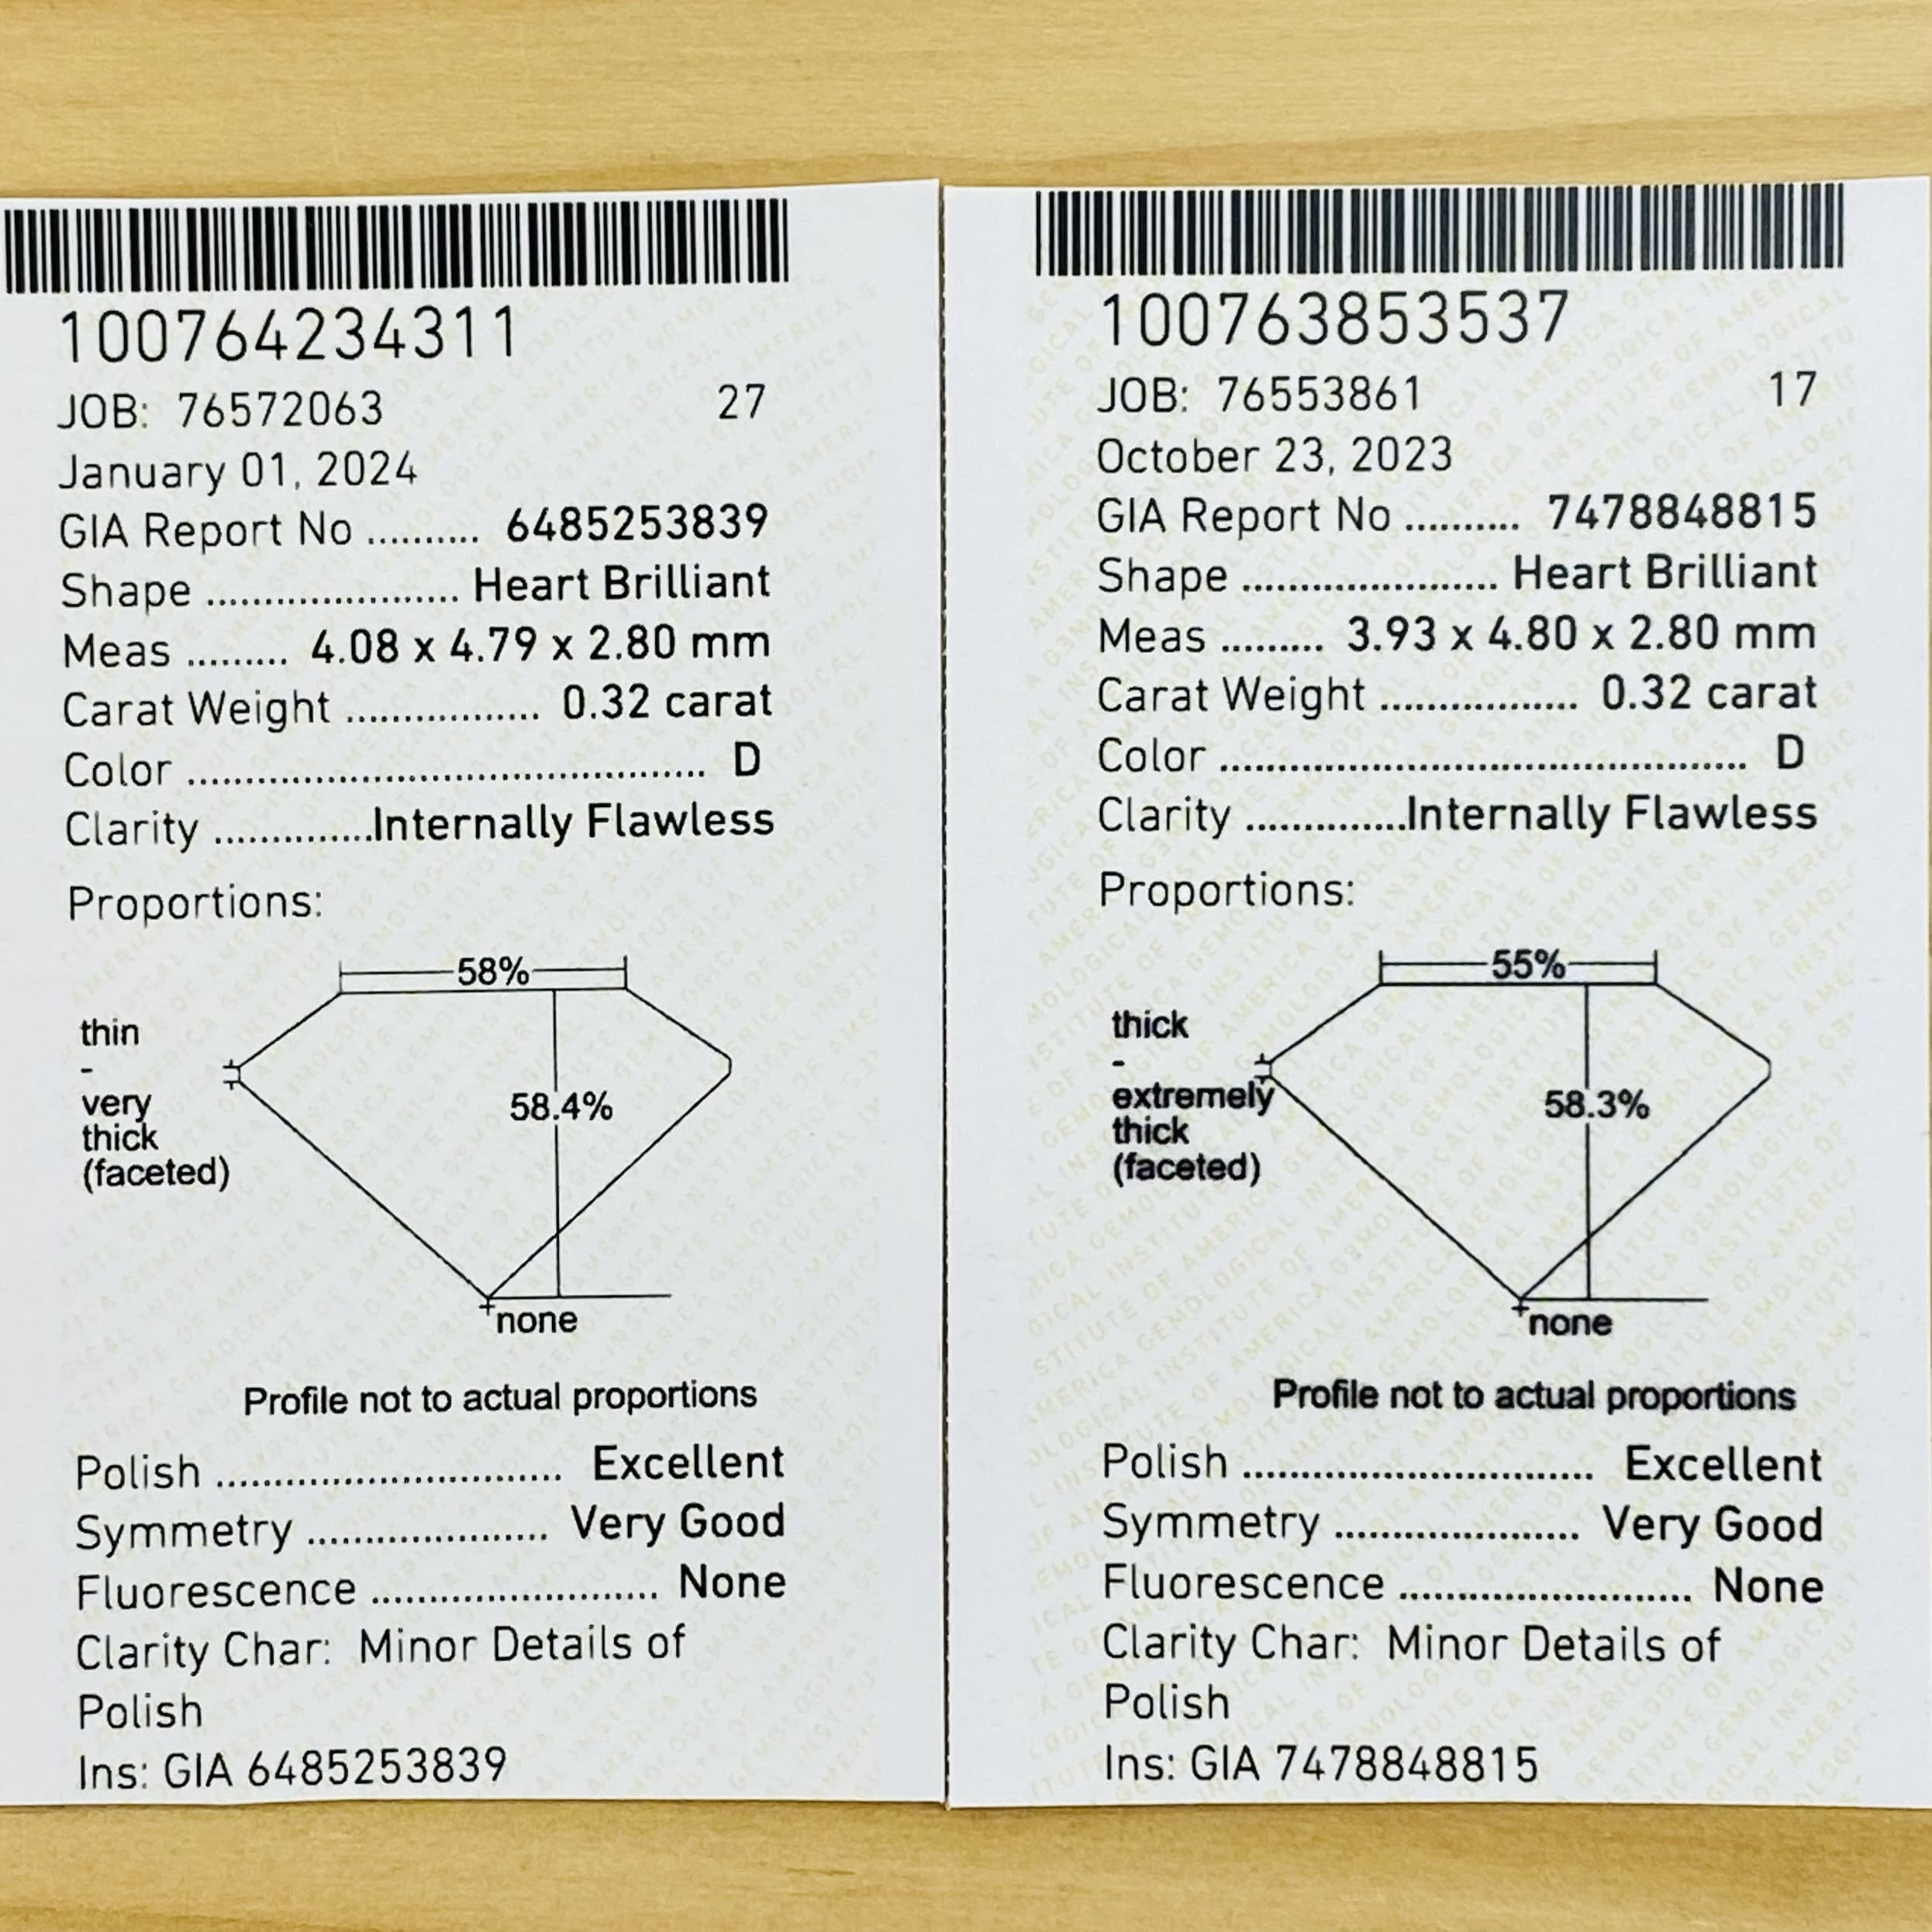 100764234311
JOB: 76572063 27
January 01, 2024
GIA Report No .......... 6485253839
Shape ...................... Heart Brilliant
Meas ......... 4.08 x 4.79 x 2.80 mm
Carat Weight ................. 0.32 carat
Color ............................................. D
Clarity ..............Internally Flawless
Proportions:
58%
thin
-
very
thick
(faceted)
58.4%
none
Profile not to actual proportions
Polish .............................. Excellent
Symmetry ..................... Very Good
Fluorescence ......................... None
Clarity Char: Minor Details of
Polish
Ins: GIA 6485253839
100763853537
JOB: 76553861 17
October 23, 2023
GIA Report No .......... 7478848815
Shape ...................... Heart Brilliant
Meas ......... 3.93 x 4.80 x 2.80 mm
Carat Weight ................. 0.32 carat
Color ............................................. D
Clarity ..............Internally Flawless
Proportions:
55%
thick
-
extremely
thick
(faceted)
58.3%
none
Profile not to actual proportions
Polish .............................. Excellent
Symmetry ..................... Very Good
Fluorescence ......................... None
Clarity Char: Minor Details of
Polish
Ins: GIA 7478848815